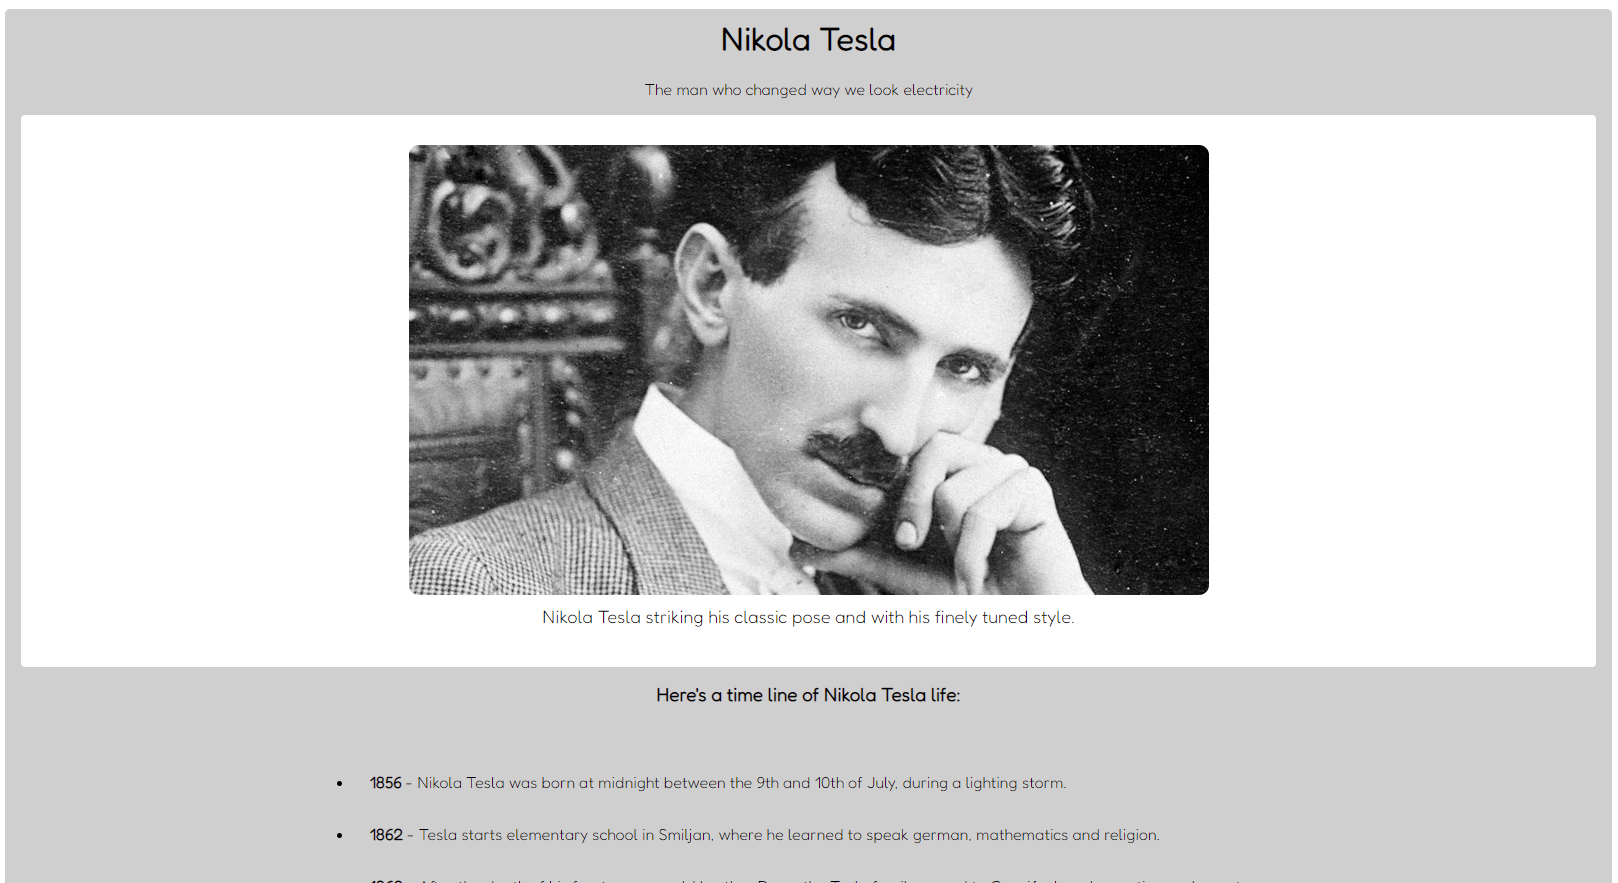 Nikola Tesla
The man who changed way we look electricity
Nikola Tesla striking his classic pose and with his finely tuned style.
Here's a time line of Nikola Tesla life:
1856 - Nikola Tesla was born at midnight between the 9th and 10th of July, during a lighting storm.
1862 - Tesla starts elementary school in Smiljan, where he learned to speak german, mathematics and religion.